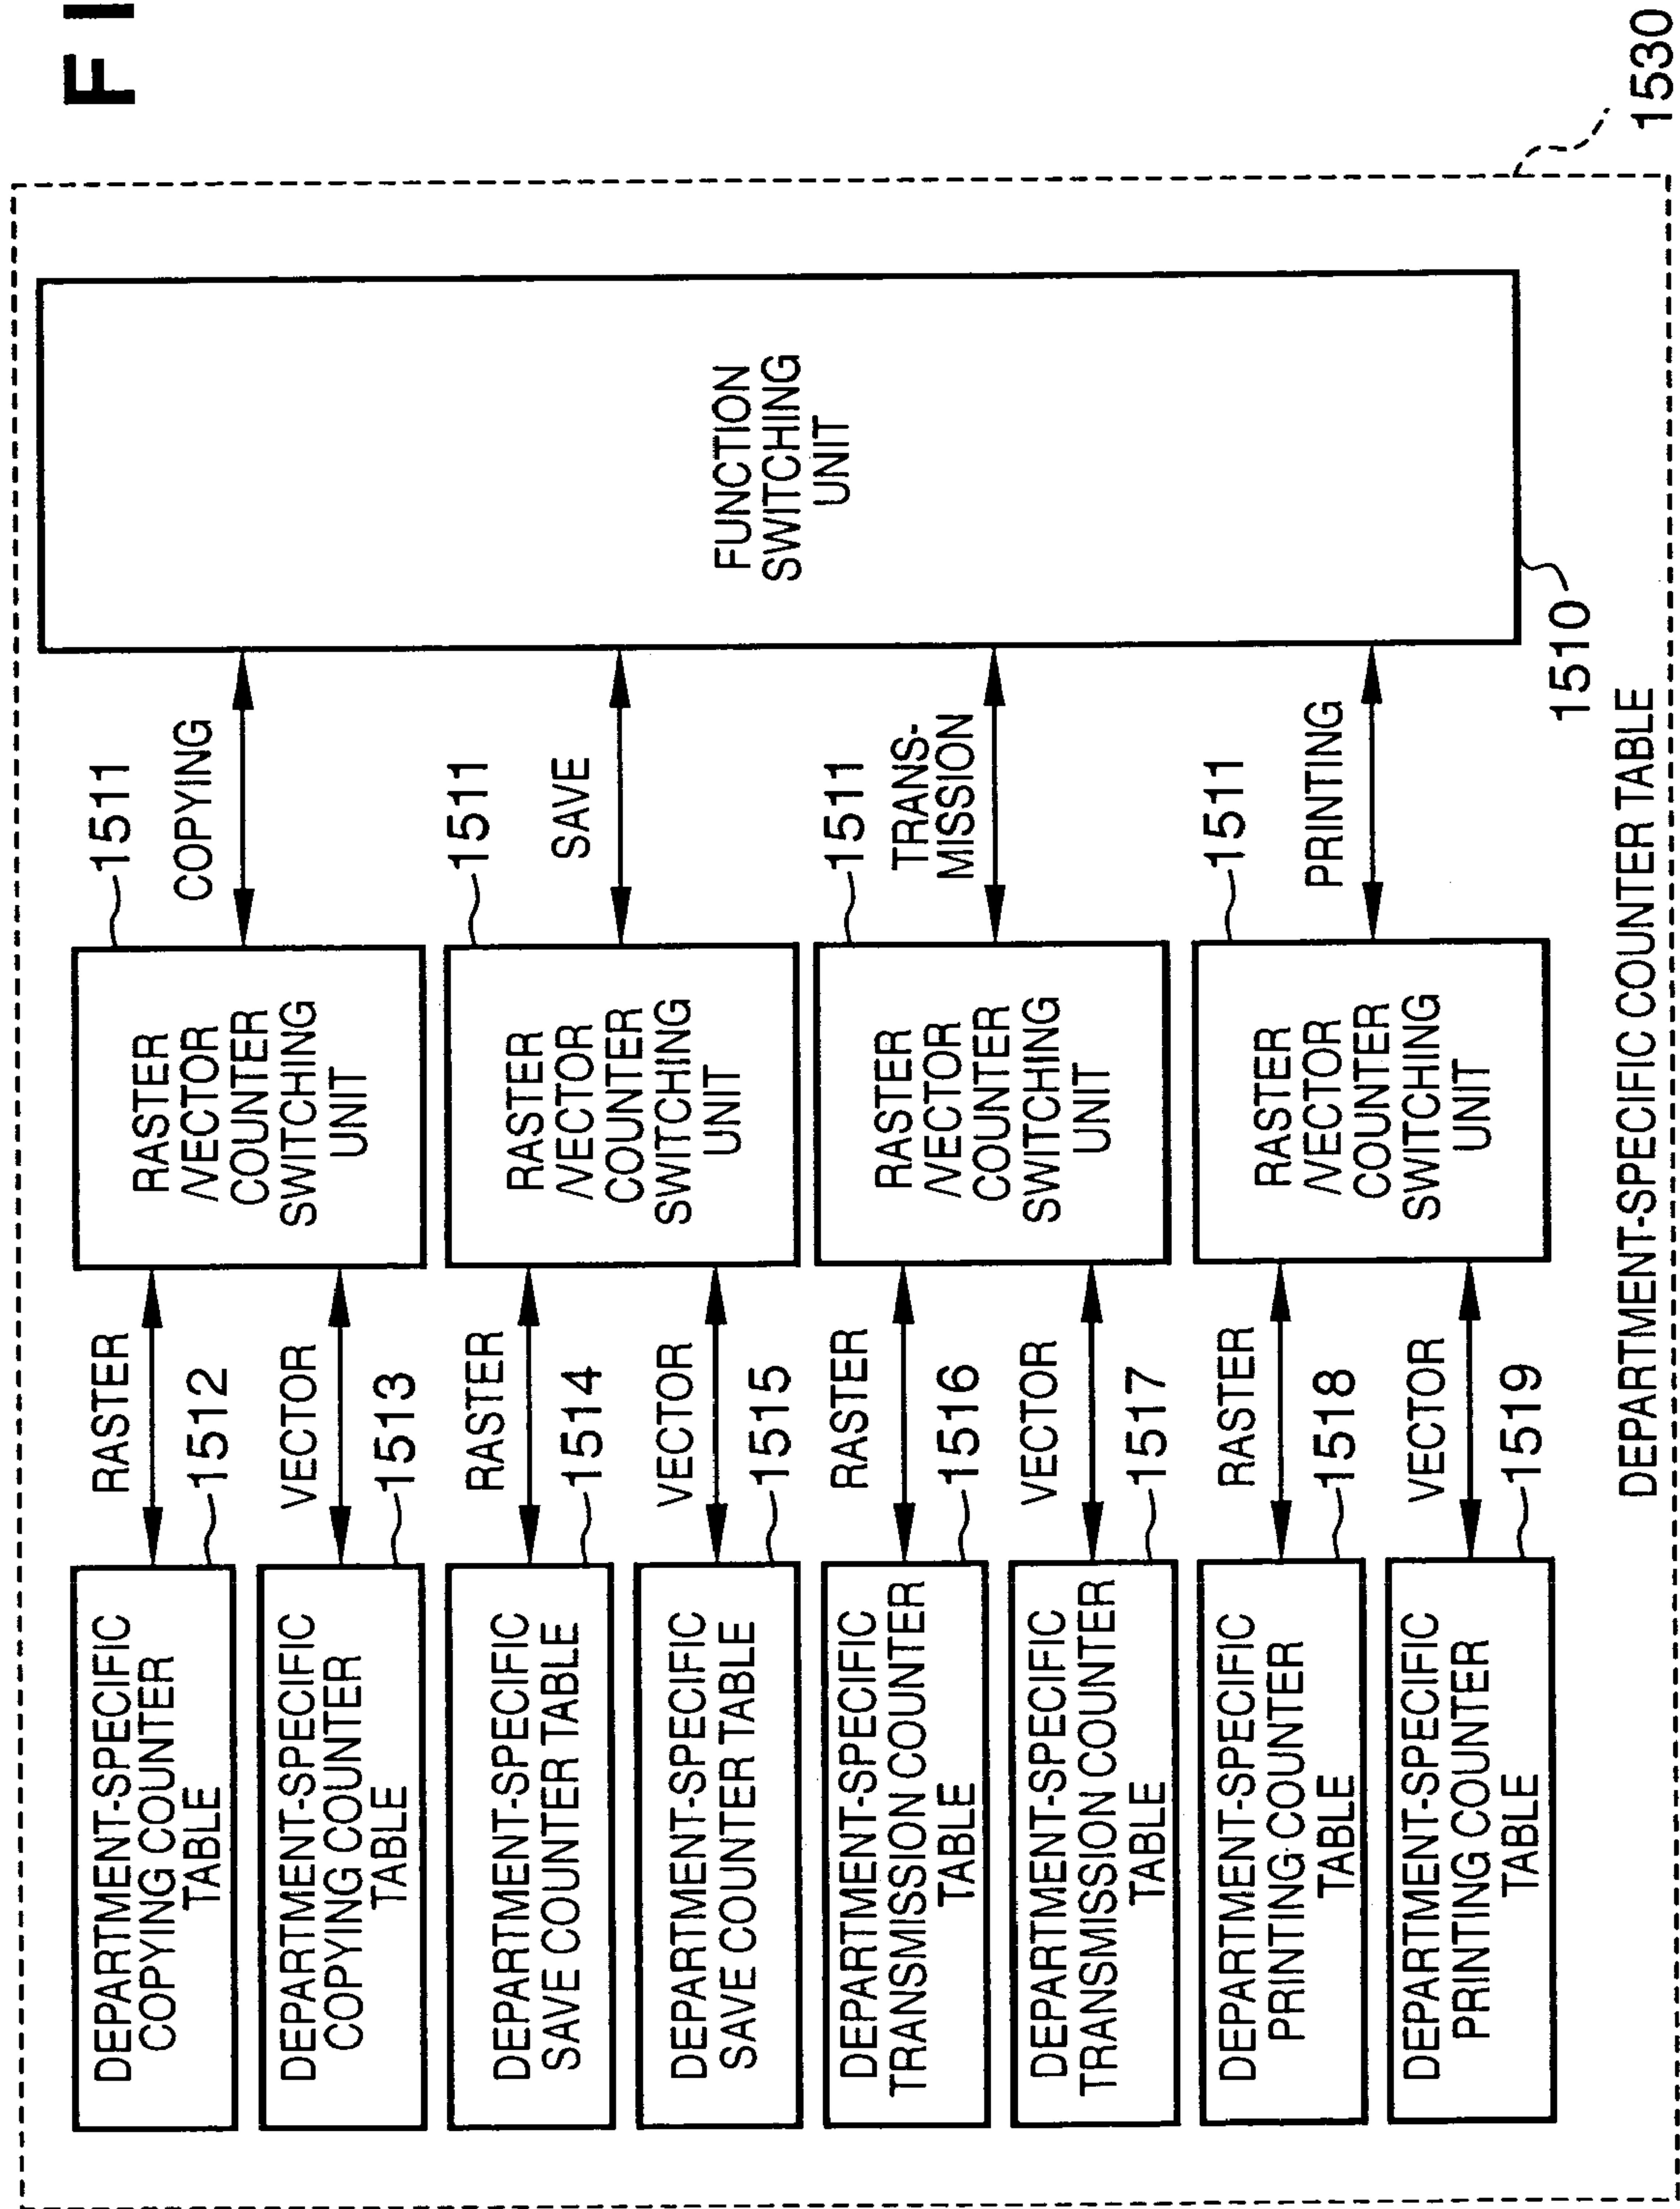 F I
1530
DEPARTMENT-SPECIFIC
COPYING COUNTER
TABLE
1512
RASTER
DEPARTMENT-SPECIFIC
COPYING COUNTER
TABLE
1513
VECTOR
RASTER
/VECTOR
COUNTER
SWITCHING
UNIT
1511
COPYING
DEPARTMENT-SPECIFIC
SAVE COUNTER TABLE
1514
RASTER
DEPARTMENT-SPECIFIC
SAVE COUNTER TABLE
1515
VECTOR
RASTER
/VECTOR
COUNTER
SWITCHING
UNIT
1511
SAVE
DEPARTMENT-SPECIFIC
TRANSMISSION COUNTER
TABLE
1516
RASTER
DEPARTMENT-SPECIFIC
TRANSMISSION COUNTER
TABLE
1517
VECTOR
RASTER
/VECTOR
COUNTER
SWITCHING
UNIT
1511
TRANS-
MISSION
DEPARTMENT-SPECIFIC
PRINTING COUNTER
TABLE
1518
RASTER
DEPARTMENT-SPECIFIC
PRINTING COUNTER
TABLE
1519
VECTOR
RASTER
/VECTOR
COUNTER
SWITCHING
UNIT
1511
PRINTING
FUNCTION
SWITCHING
UNIT
1510
DEPARTMENT-SPECIFIC COUNTER TABLE